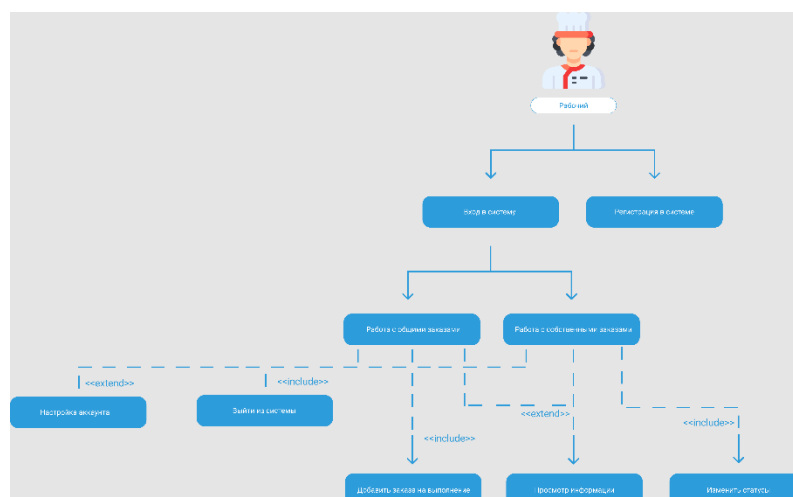 Рабочий
Вход в систему
Регистрация в системе
Работа с общими заказами
Работа с собственными заказами
<<extend>>
<<include>>
Настройка аккаунта
Выйти из системы
<<extend>>
<<include>>
<<include>>
Добавить заказа на выполнение
Просмотр информации
Изменить статусы